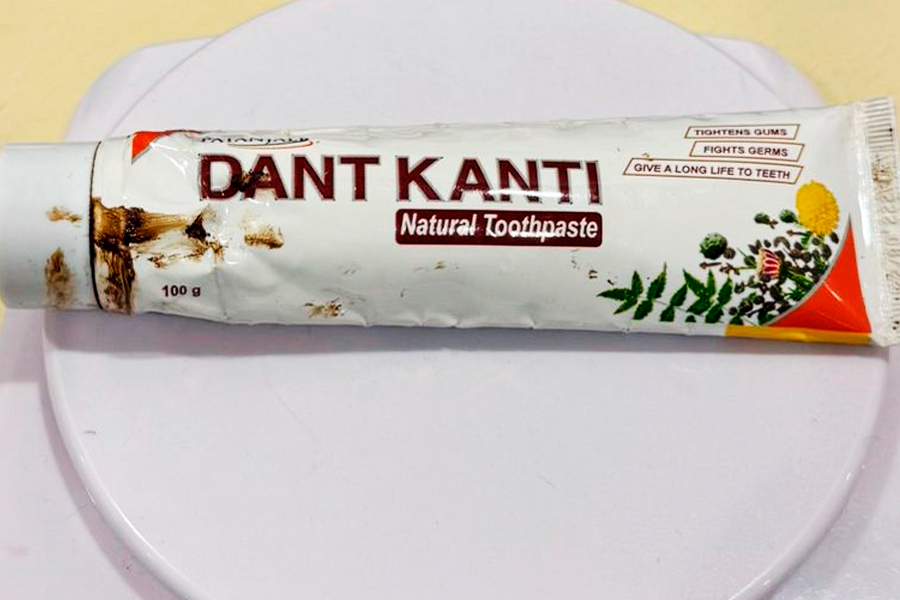 PATANJALI
DANT KANTI
Natural Toothpaste
100 g
TIGHTENS GUMS
FIGHTS GERMS
GIVE A LONG LIFE TO TEETH